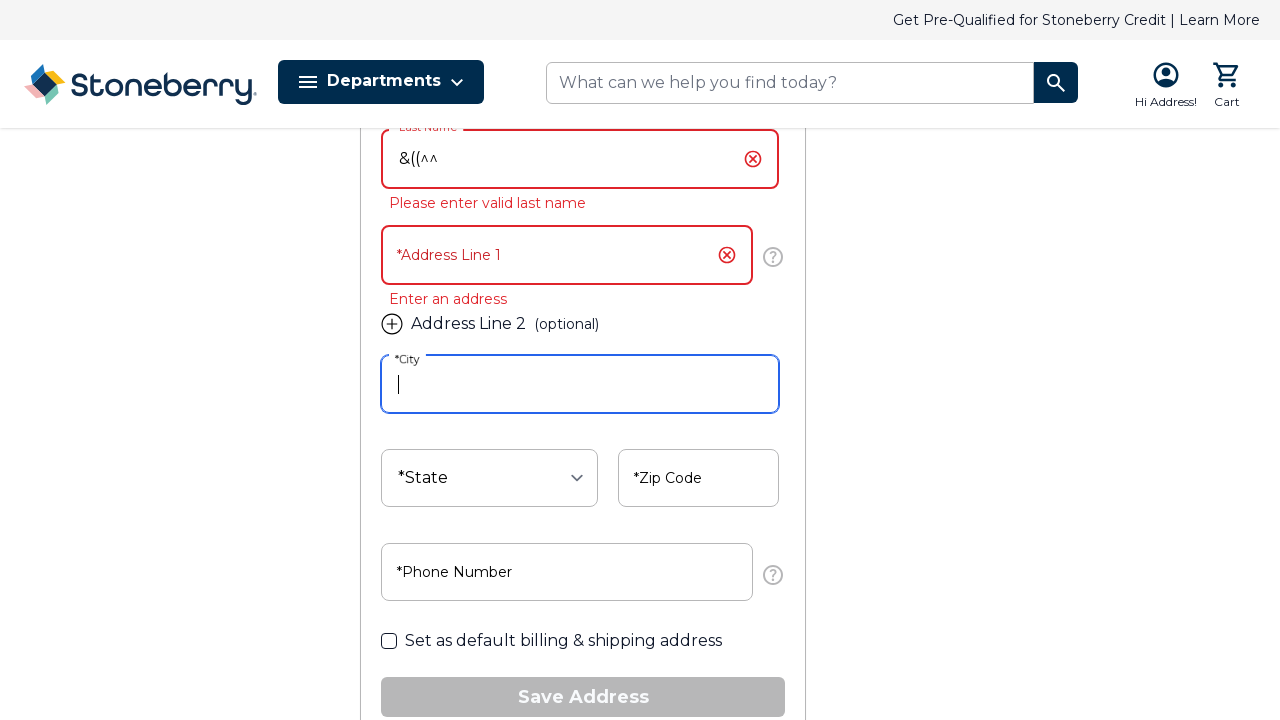 Get Pre-Qualified for Stoneberry Credit | Learn More
Stoneberry
Departments
What can we help you find today?
Hi Address!
Cart
Last Name
&((^^
Please enter valid last name
*Address Line 1
Enter an address
Address Line 2 (optional)
*City
*State
*Zip Code
*Phone Number
Set as default billing & shipping address
Save Address